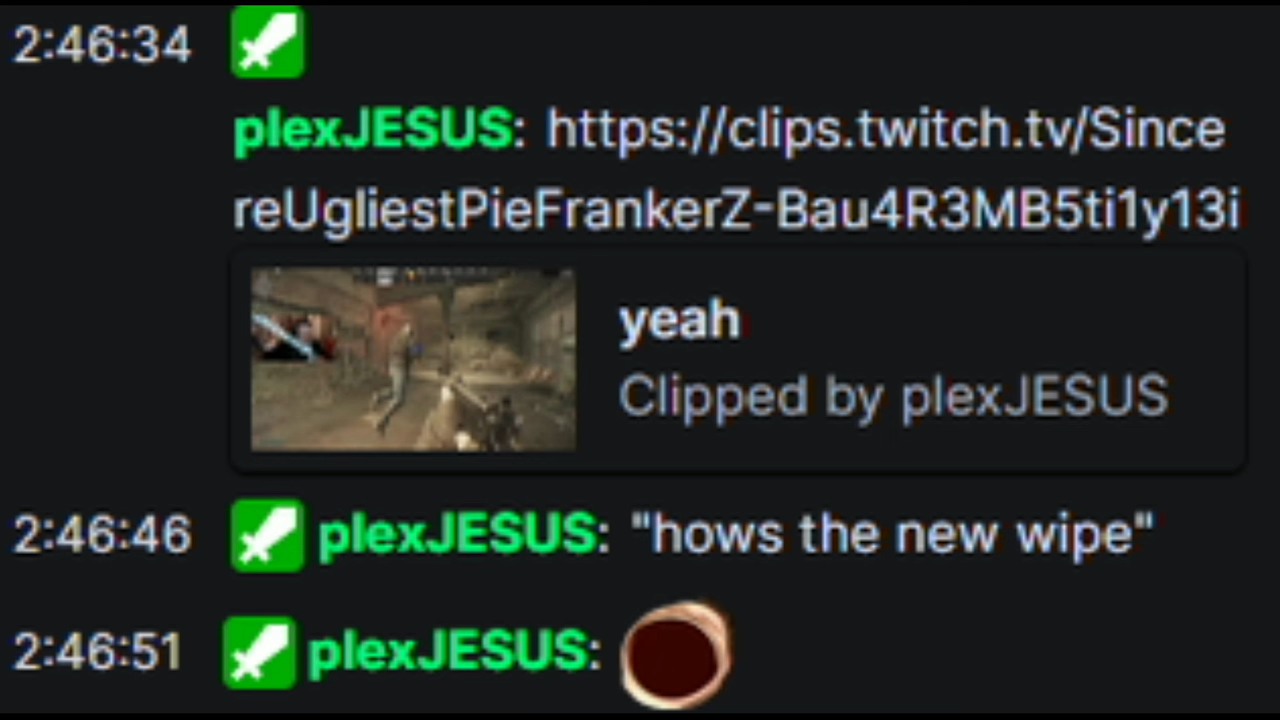 2:46:34
plexJESUS: https://clips.twitch.tv/Since
reUgliestPieFrankerZ-Bau4R3MB5ti1y13i
yeah
Clipped by plexJESUS
2:46:46 plexJESUS: "hows the new wipe"
2:46:51 plexJESUS: